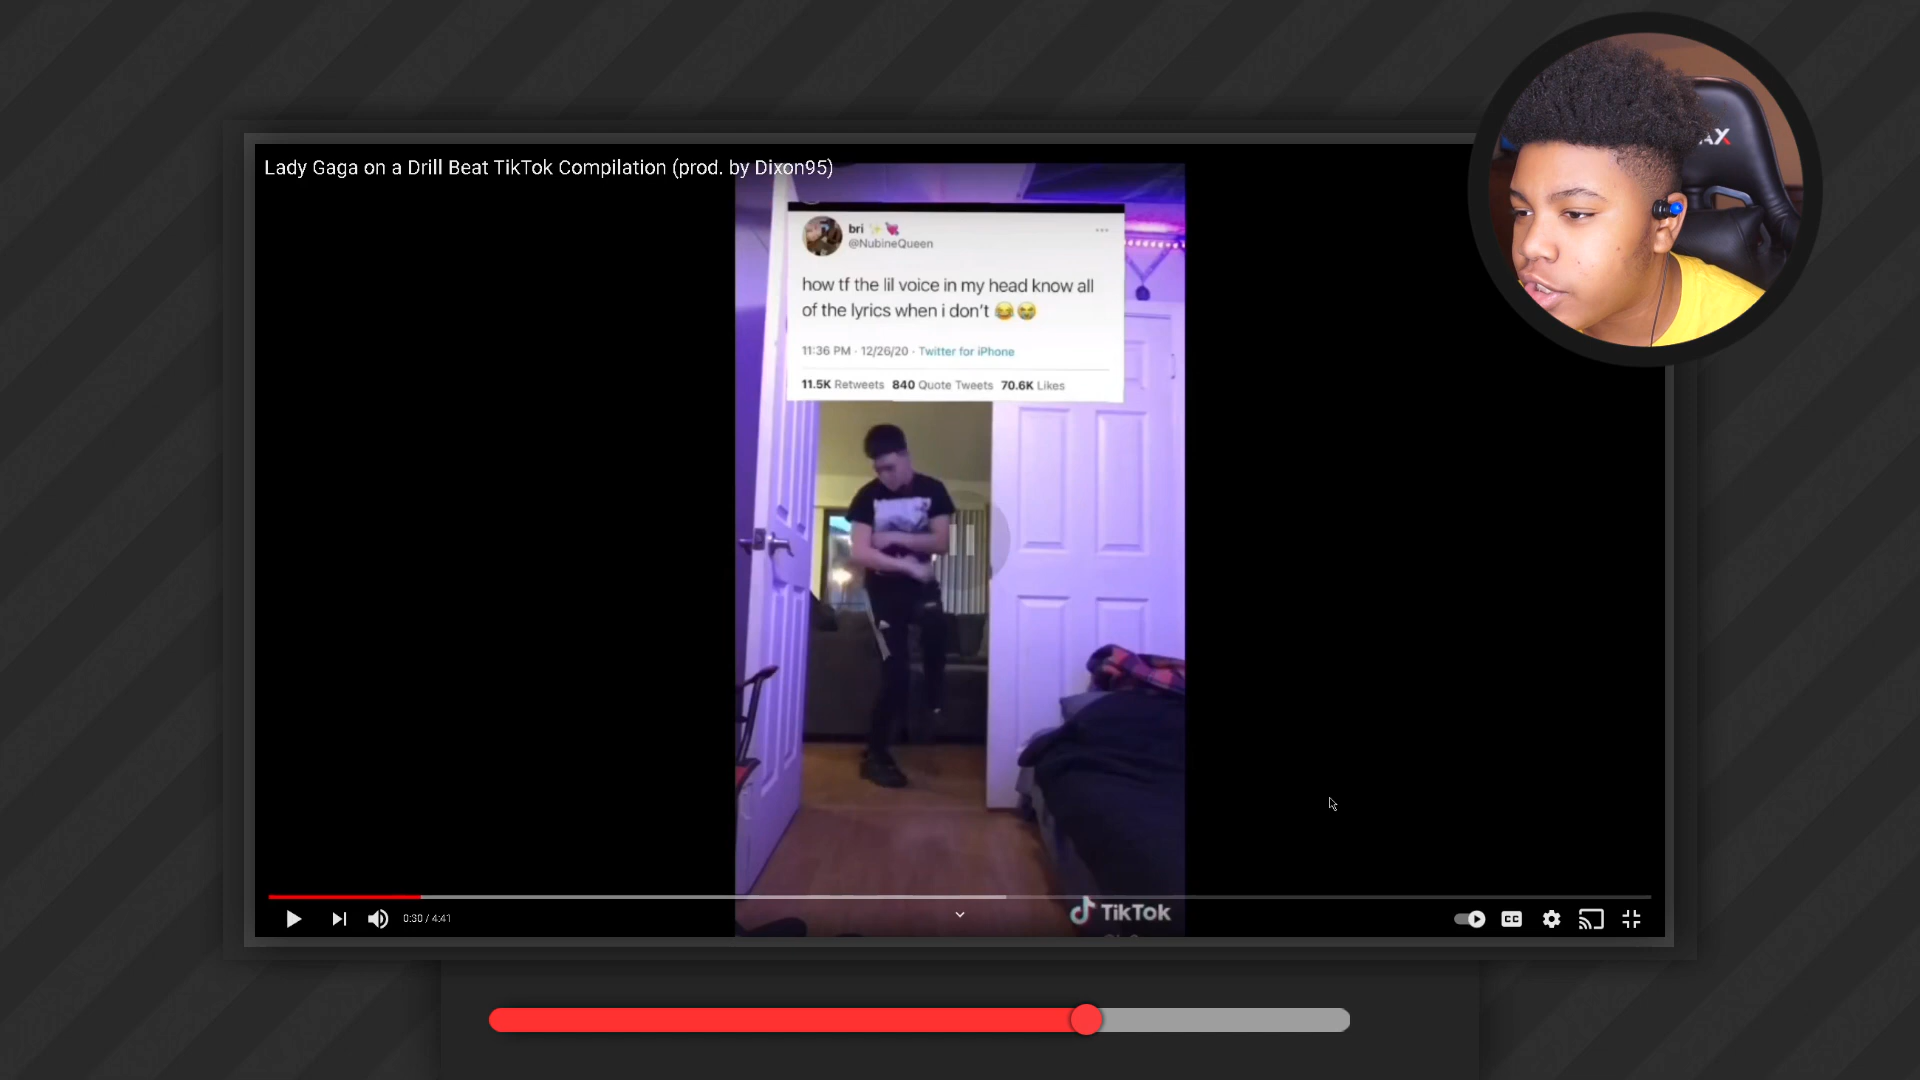 Lady Gaga on a Drill Beat TikTok Compilation (prod. by Dixon95)
bri ✨ 💘
@NubineQueen
how tf the lil voice in my head know all
of the lyrics when i don't 😂😭
11:36 PM · 12/26/20 · Twitter for iPhone
11.5K Retweets 840 Quote Tweets 70.6K Likes
0:30 / 4:41
TikTok
CC